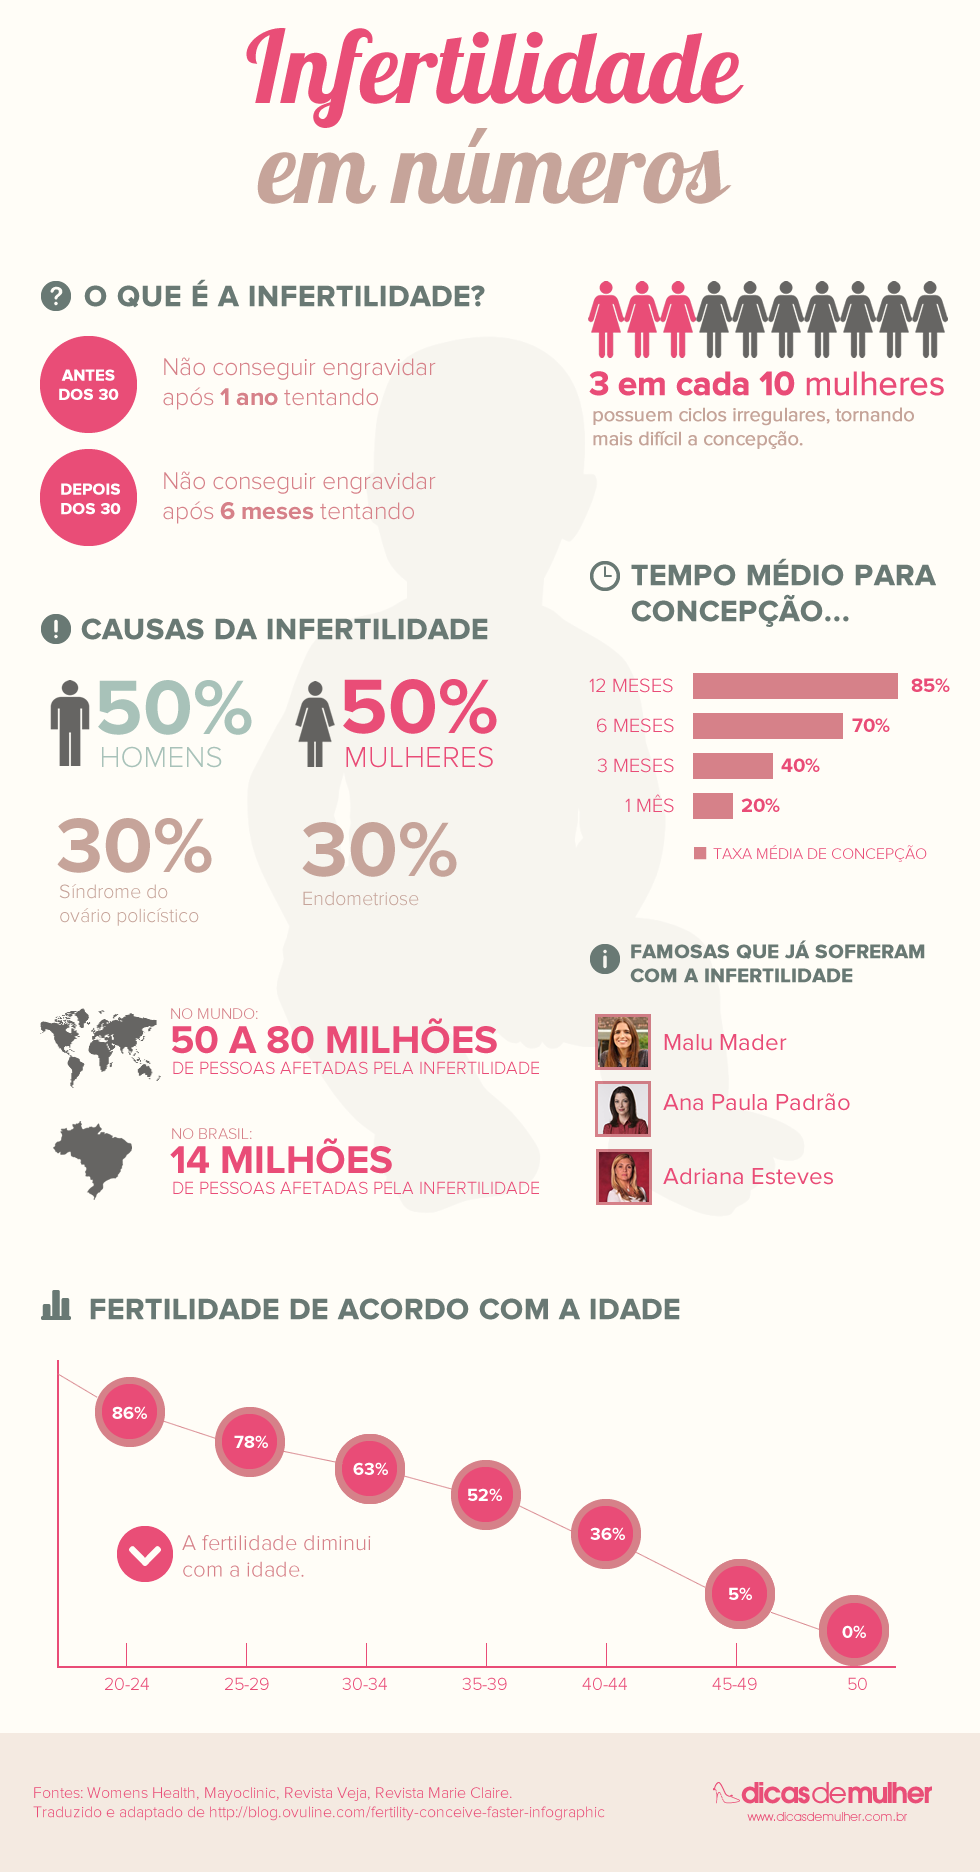 Infertilidade
em números
O QUE É A INFERTILIDADE?
ANTES
DOS 30
Não conseguir engravidar
após 1 ano tentando
DEPOIS
DOS 30
Não conseguir engravidar
após 6 meses tentando
3 em cada 10 mulheres
possuem ciclos irregulares, tornando
mais difícil a concepção.
CAUSAS DA INFERTILIDADE
50%
HOMENS
50%
MULHERES
30%
Síndrome do
ovário policístico
30%
Endometriose
TEMPO MÉDIO PARA
CONCEPÇÃO...
12 MESES 85%
6 MESES 70%
3 MESES 40%
1 MÊS 20%
TAXA MÉDIA DE CONCEPÇÃO
NO MUNDO:
50 A 80 MILHÕES
DE PESSOAS AFETADAS PELA INFERTILIDADE
NO BRASIL:
14 MILHÕES
DE PESSOAS AFETADAS PELA INFERTILIDADE
FAMOSAS QUE JÁ SOFRERAM
COM A INFERTILIDADE
Malu Mader
Ana Paula Padrão
Adriana Esteves
FERTILIDADE DE ACORDO COM A IDADE
86%
78%
63%
52%
36%
5%
0%
A fertilidade diminui
com a idade.
20-24 25-29 30-34 35-39 40-44 45-49 50
Fontes: Womens Health, Mayoclinic, Revista Veja, Revista Marie Claire.
Traduzido e adaptado de http://blog.ovuline.com/fertility-conceive-faster-infographic
dicasdemulher
www.dicasdemulher.com.br